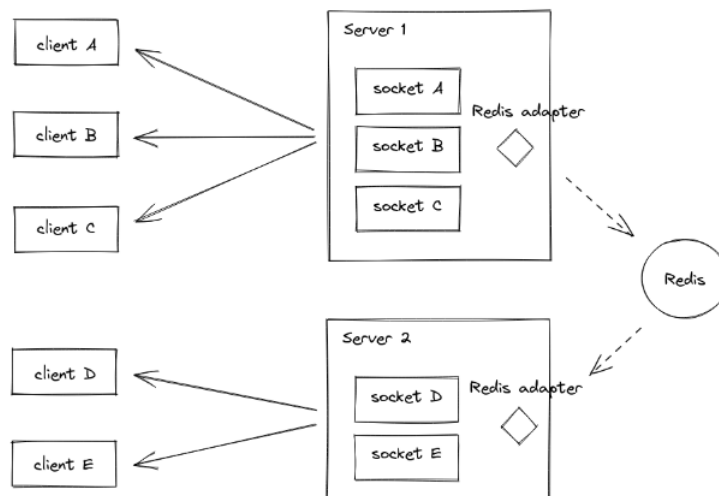 client A
client B
client C
Server 1
socket A
socket B
socket C
Redis adapter
Redis
client D
client E
Server 2
socket D
socket E
Redis adapter